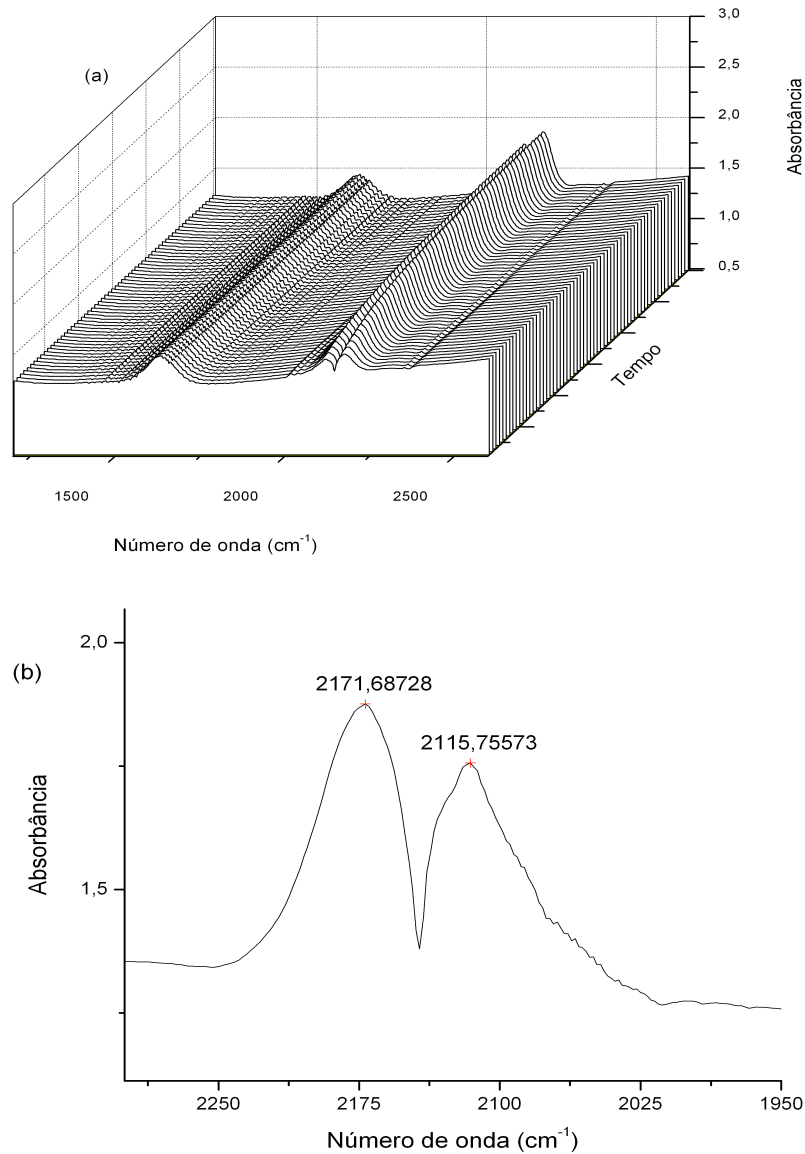 (a)
3,0
2,5
2,0
1,5
1,0
0,5
Absorbância
Tempo
1500 2000 2500
Número de onda (cm-1)
(b)
2,0
1,5
Absorbância
2171,68728
2115,75573
2250 2175 2100 2025 1950
Número de onda (cm-1)